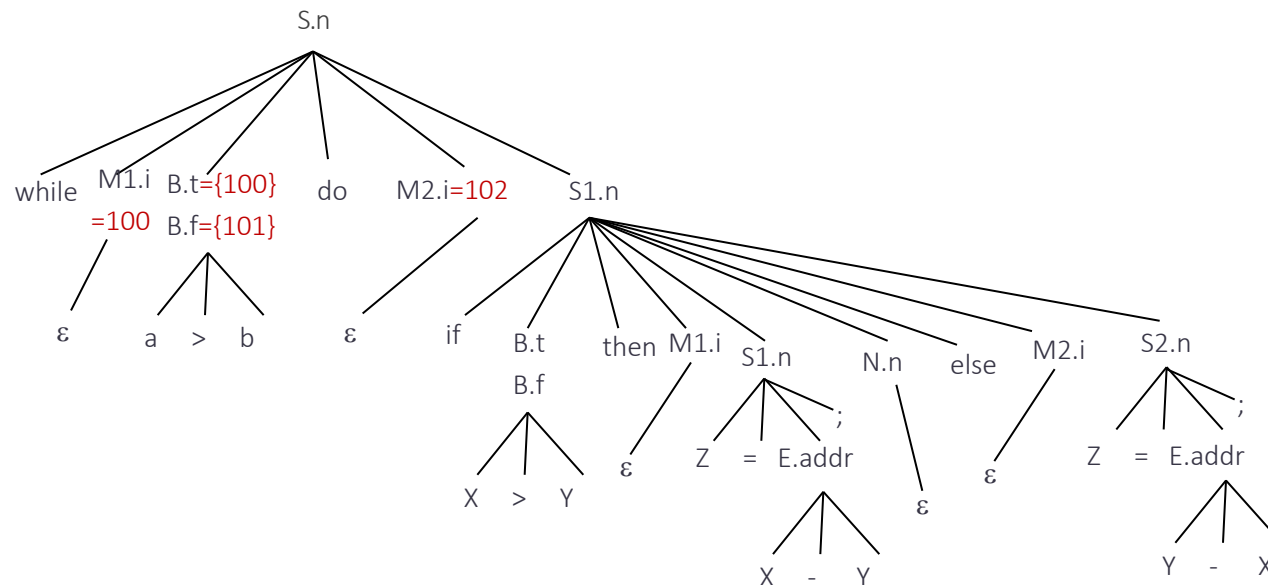 S.n
while M1.i B.t={100} do M2.i=102 S1.n
=100 B.f={101}
ε a > b ε if B.t then M1.i S1.n N.n else M2.i S2.n
B.f
; ;
ε Z = E.addr ε ε Z = E.addr
X > Y
X - Y Y - X